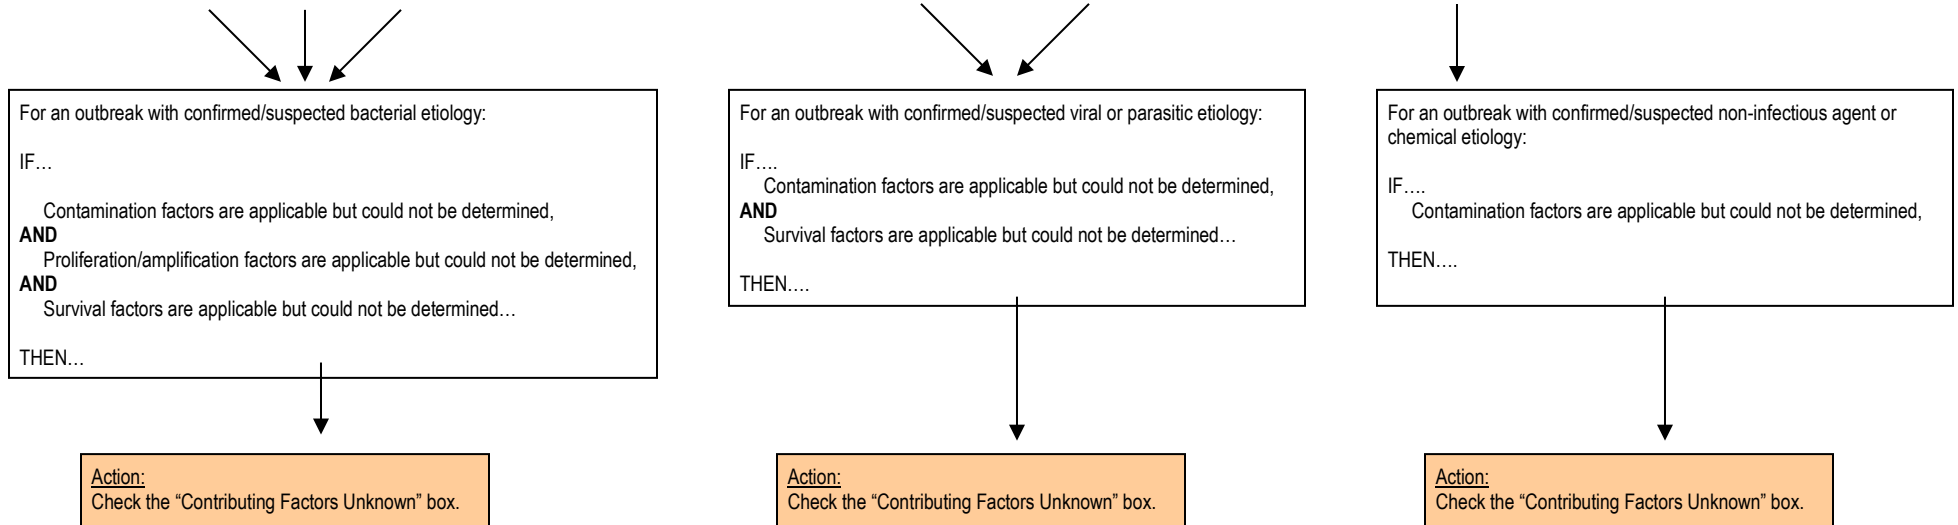 For an outbreak with confirmed/suspected bacterial etiology:
IF…
Contamination factors are applicable but could not be determined,
AND
Proliferation/amplification factors are applicable but could not be determined,
AND
Survival factors are applicable but could not be determined…
THEN…
Action:
Check the “Contributing Factors Unknown” box.
For an outbreak with confirmed/suspected viral or parasitic etiology:
IF….
Contamination factors are applicable but could not be determined,
AND
Survival factors are applicable but could not be determined…
THEN….
Action:
Check the “Contributing Factors Unknown” box.
For an outbreak with confirmed/suspected non-infectious agent or
chemical etiology:
IF….
Contamination factors are applicable but could not be determined,
THEN….
Action:
Check the “Contributing Factors Unknown” box.